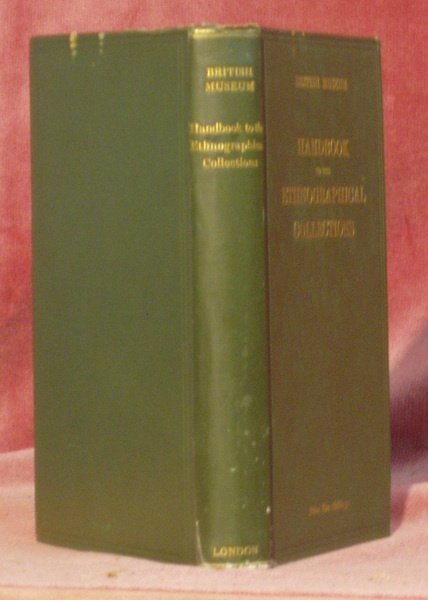 BRITISH
MUSEUM
Handbook to the
Ethnographical
Collections
LONDON
BRITISH MUSEUM
HANDBOOK
TO THE
ETHNOGRAPHICAL
COLLECTIONS